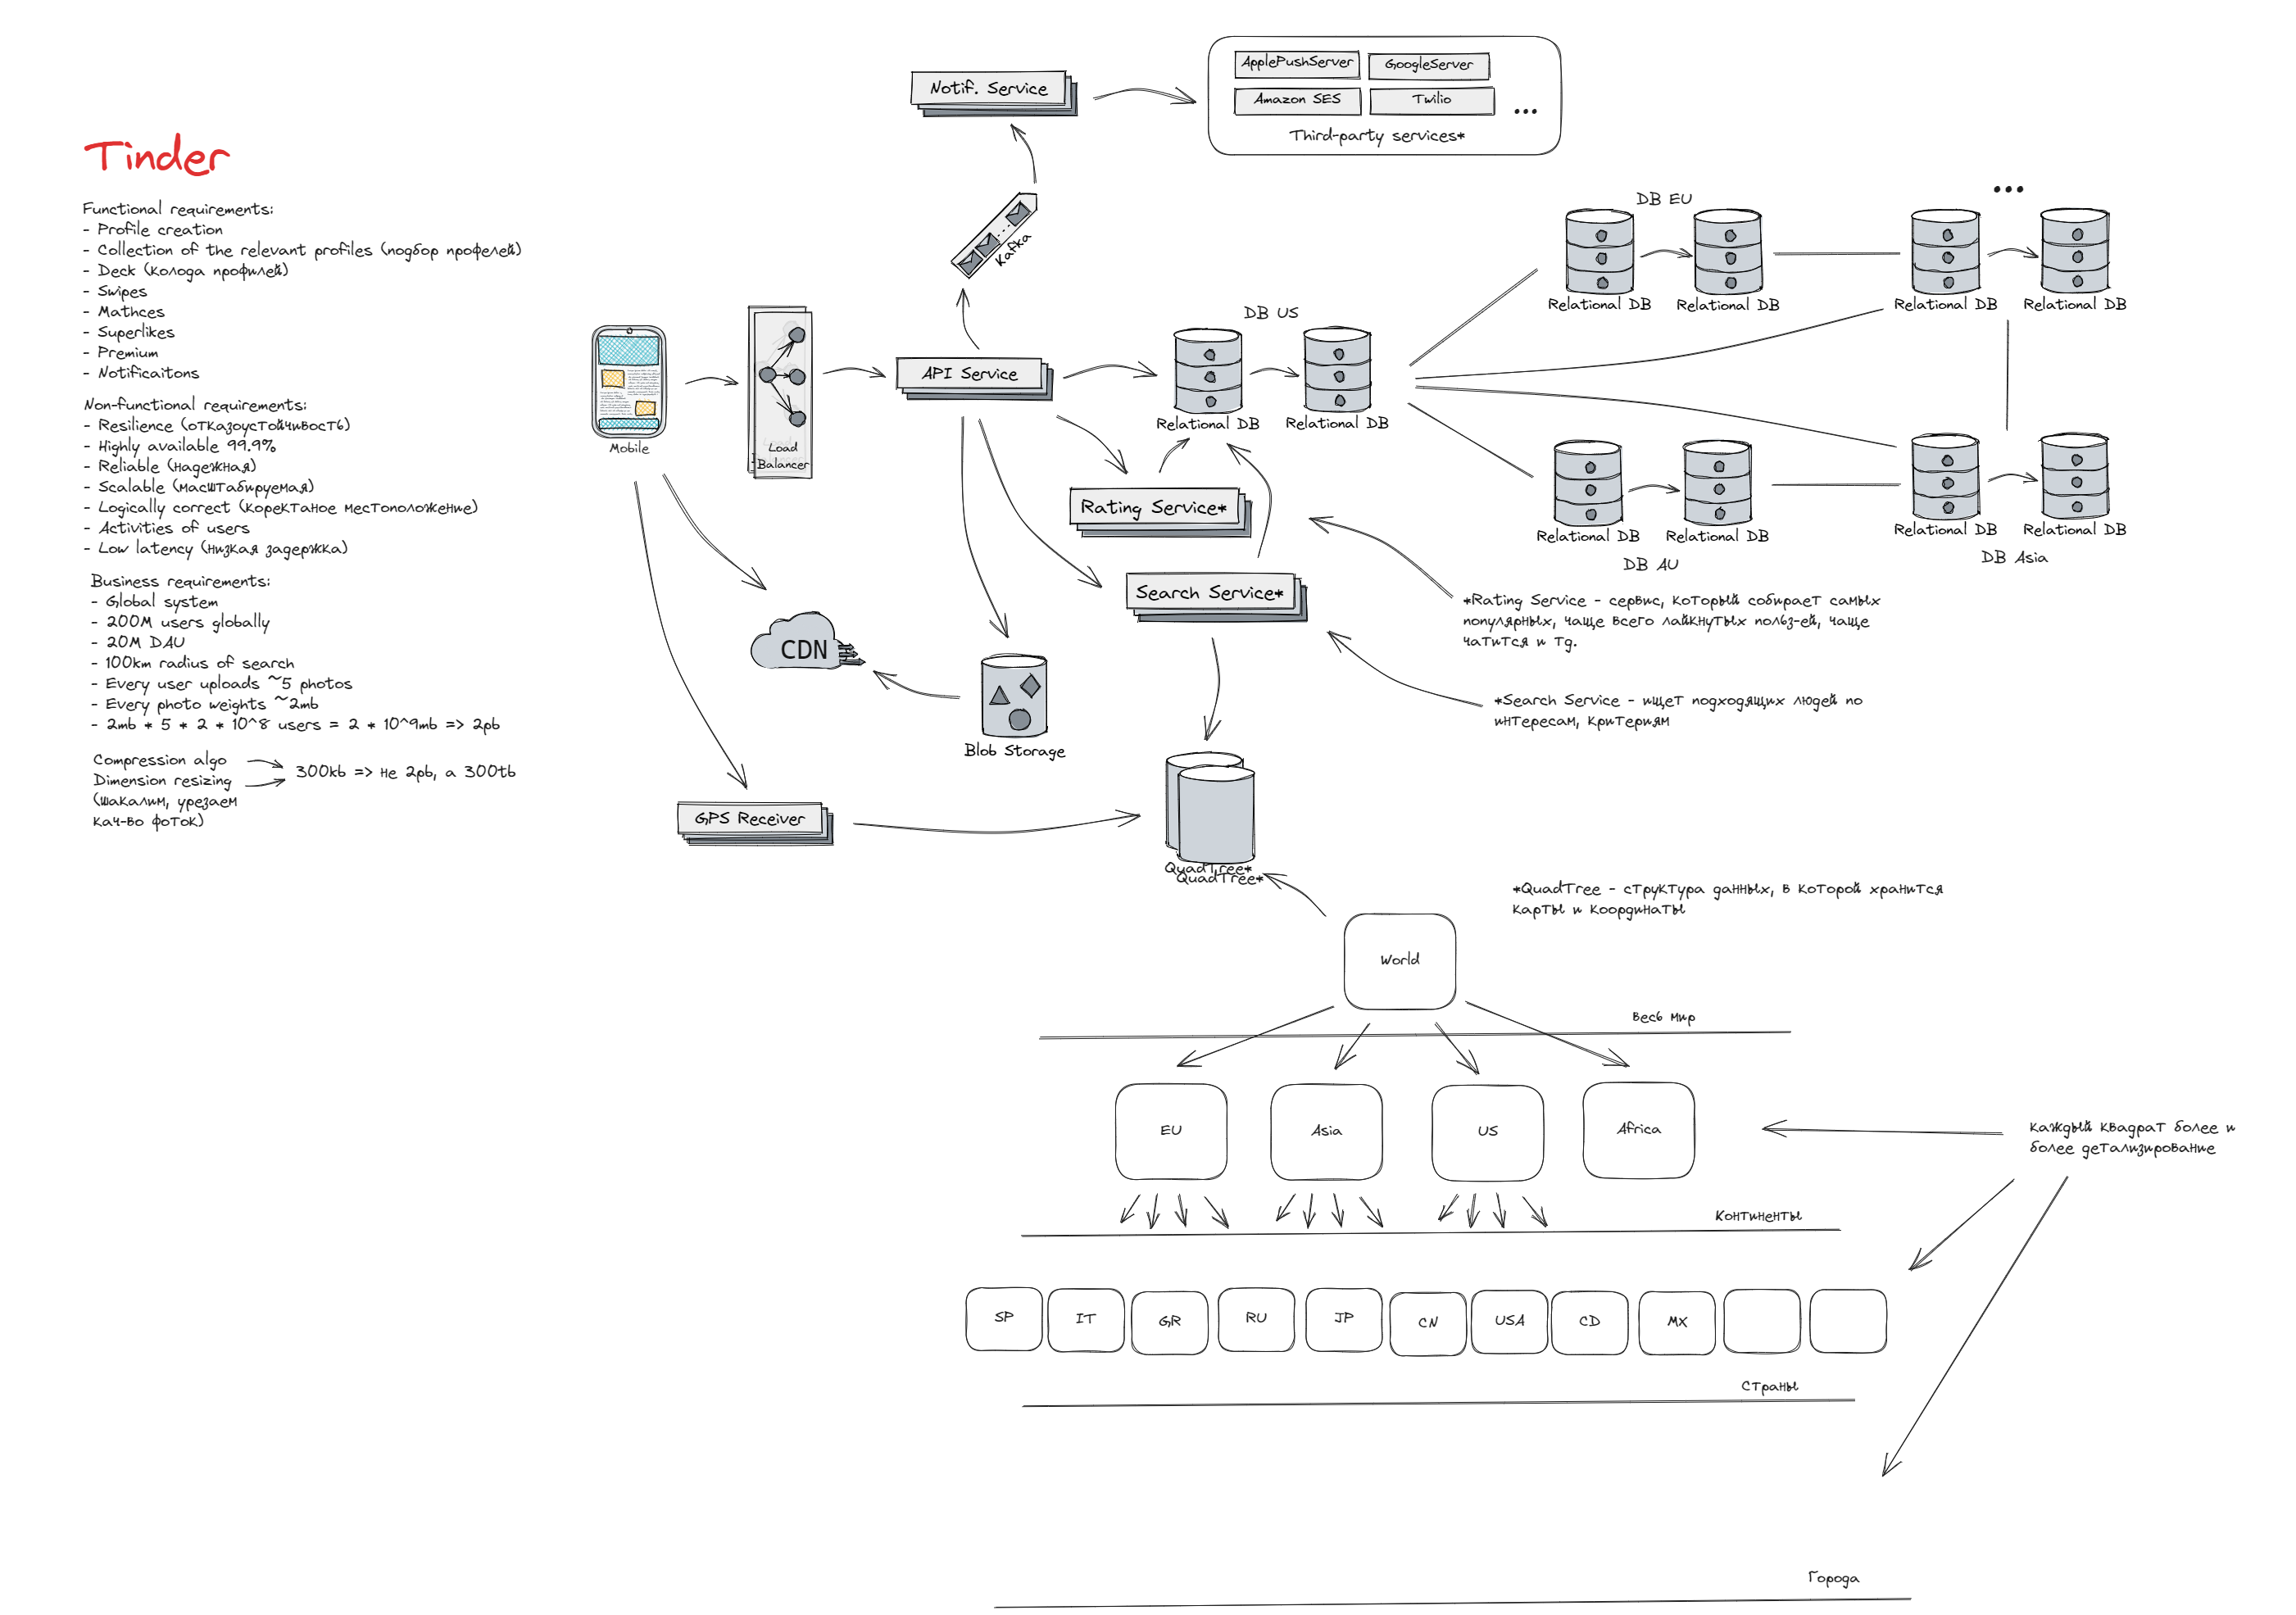 Tinder
Functional requirements:
- Profile creation
- Collection of the relevant profiles (подбор профелей)
- Deck (колода профилей)
- Swipes
- Mathces
- Superlikes
- Premium
- Notificaitons
Non-functional requirements:
- Resilience (отказоустойчивость)
- Highly available 99.9%
- Reliable (надежная)
- Scalable (масштабируемая)
- Logically correct (коректаное местоположение)
- Activities of users
- Low latency (низкая задержка)
Business requirements:
- Global system
- 200M users globally
- 20M DAU
- 100km radius of search
- Every user uploads ~5 photos
- Every photo weights ~2mb
- 2mb * 5 * 2 * 10^8 users = 2 * 10^9mb => 2pb
Compression algo
Dimension resizing
(шакалим, урезаем
кач-во фоток)
300kb => не 2pb, а 300tb
Mobile
Load
Balancer
API Service
Kafka
Notif. Service
ApplePushServer
GoogleServer
Amazon SES
Twilio
...
Third-party services*
DB US
Relational DB
Relational DB
DB EU
Relational DB
Relational DB
...
Relational DB
Relational DB
Relational DB
Relational DB
DB AU
Relational DB
Relational DB
DB Asia
Rating Service*
Search Service*
*Rating Service - сервис, который собирает самых
популярных, чаще всего лайкнутых польз-ей, чаще
чатится и тд.
*Search Service - ищет подходящих людей по
интересам, критериям
CDN
Blob Storage
GPS Receiver
QuadTree*
QuadTree*
*QuadTree - структура данных, в которой хранится
карты и координаты
World
Весь мир
EU
Asia
US
Africa
каждый квадрат более и
более детализирование
Континенты
SP
IT
GR
RU
JP
CN
USA
CD
MX
Страны
Города